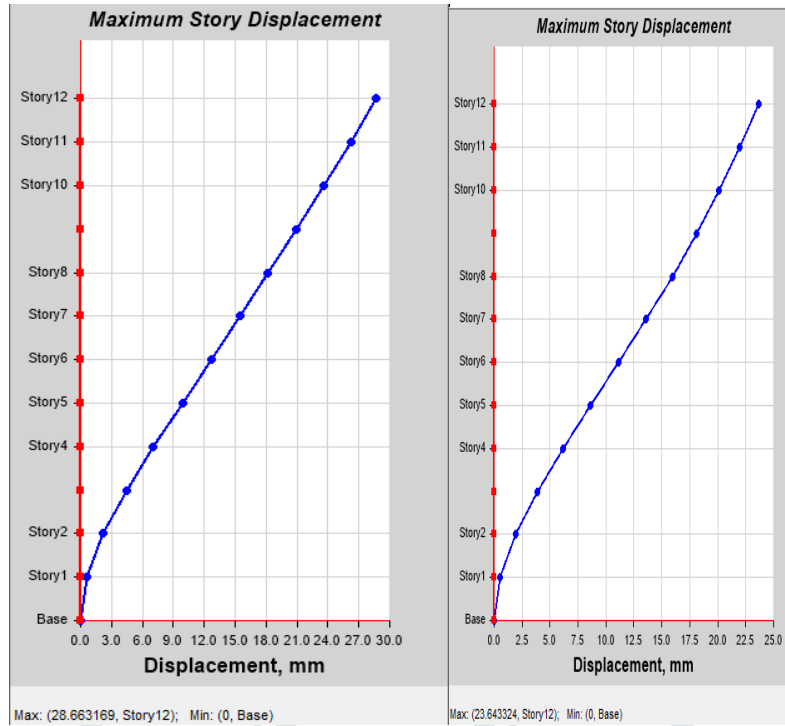 Maximum Story Displacement
Story12
Story11
Story10
Story8
Story7
Story6
Story5
Story4
Story2
Story1
Base
0.0 3.0 6.0 9.0 12.0 15.0 18.0 21.0 24.0 27.0 30.0
Displacement, mm
Max: (28.663169, Story12); Min: (0, Base)
Maximum Story Displacement
Story12
Story11
Story10
Story8
Story7
Story6
Story5
Story4
Story2
Story1
Base
0.0 2.5 5.0 7.5 10.0 12.5 15.0 17.5 20.0 22.5 25.0
Displacement, mm
Max: (23.643324, Story12); Min: (0, Base)